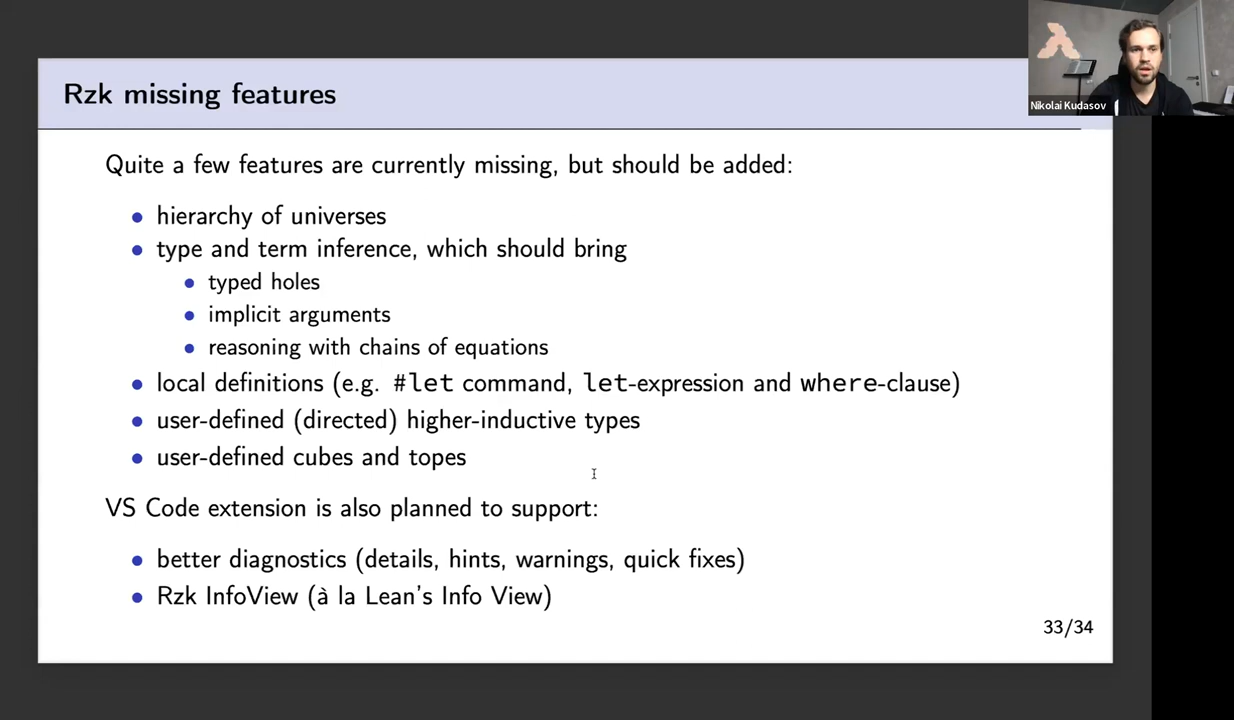 Rzk missing features
Nikolai Kudasov
Quite a few features are currently missing, but should be added:
• hierarchy of universes
• type and term inference, which should bring
• typed holes
• implicit arguments
• reasoning with chains of equations
• local definitions (e.g. #let command, let-expression and where-clause)
• user-defined (directed) higher-inductive types
• user-defined cubes and topes
VS Code extension is also planned to support:
• better diagnostics (details, hints, warnings, quick fixes)
• Rzk InfoView (à la Lean's Info View)
33/34